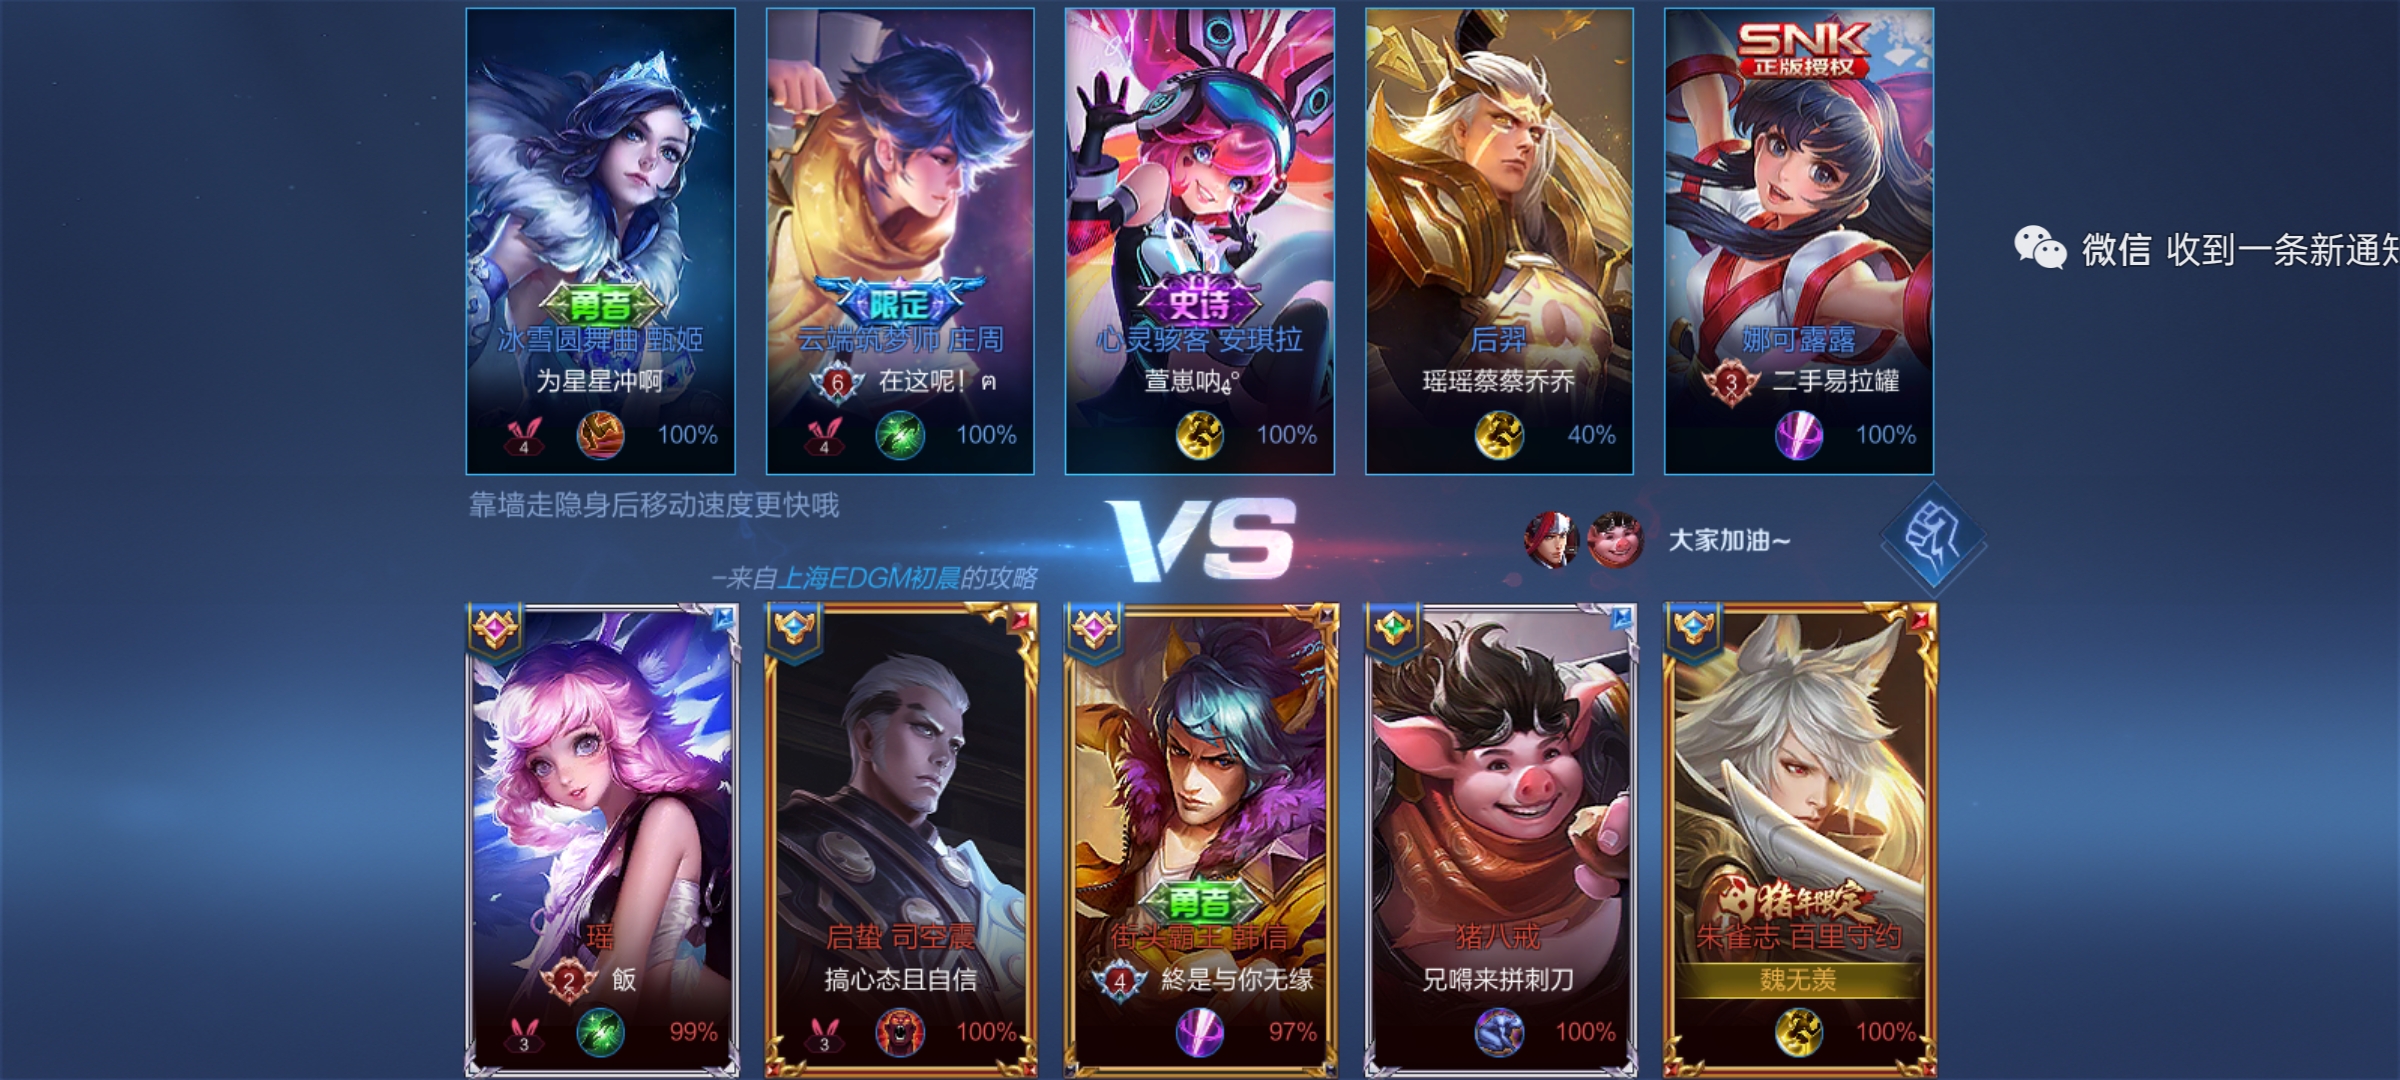 SNK
正版授权
勇者
限定
史诗
冰雪圆舞曲 甄姬
云端筑梦师 庄周
心灵骇客 安琪拉
后羿
娜可露露
为星星冲啊
6 在这呢！ฅ
萱崽呐
瑶瑶蔡蔡乔乔
3 二手易拉罐
4 100%
4 100%
100%
40%
100%
微信 收到一条新通知
靠墙走隐身后移动速度更快哦
VS
大家加油~
–来自上海EDGM初晨的攻略
勇者
猪年限定
瑶
启蛰 司空震
街头霸王 韩信
猪八戒
朱雀志 百里守约
2 飯
搞心态且自信
4 終是与你无缘
兄嘚来拼刺刀
魏无羡
3 99%
3 100%
97%
100%
100%